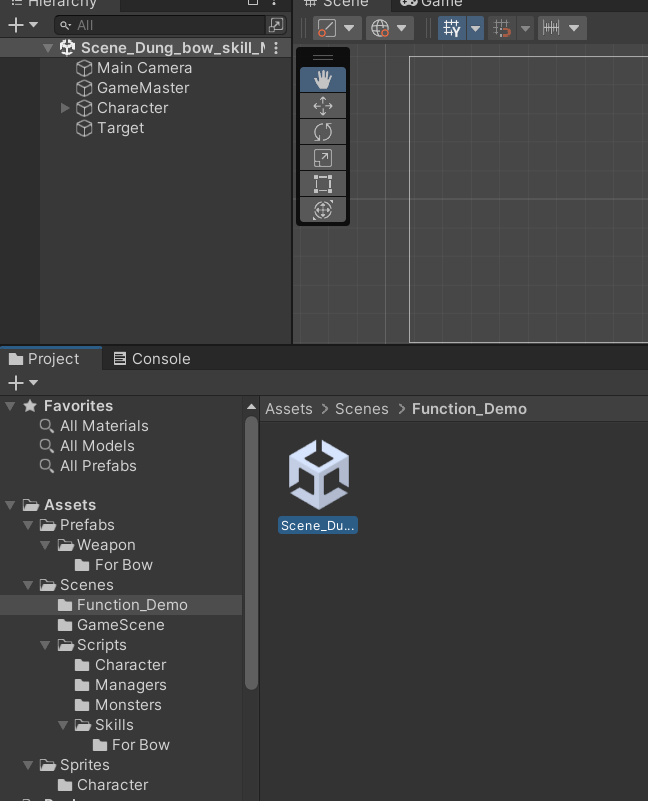 Hierarchy
Scene
Game
All
Scene_Dung_bow_skill_
Main Camera
GameMaster
Character
Target
Project
Console
Favorites
All Materials
All Models
All Prefabs
Assets
Prefabs
Weapon
For Bow
Scenes
Function_Demo
GameScene
Scripts
Character
Managers
Monsters
Skills
For Bow
Sprites
Character
Assets > Scenes > Function_Demo
Scene_Du...